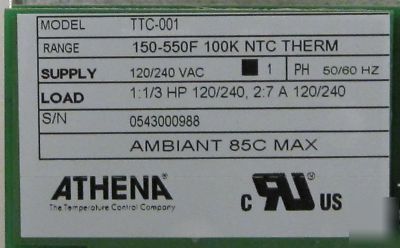 MODEL TTC-001
RANGE 150-550F 100K NTC THERM
SUPPLY 120/240 VAC 1 PH 50/60 HZ
LOAD 1:1/3 HP 120/240, 2:7 A 120/240
S/N 0543000988
AMBIANT 85C MAX
ATHENA
The Temperature Control Company
C RU US